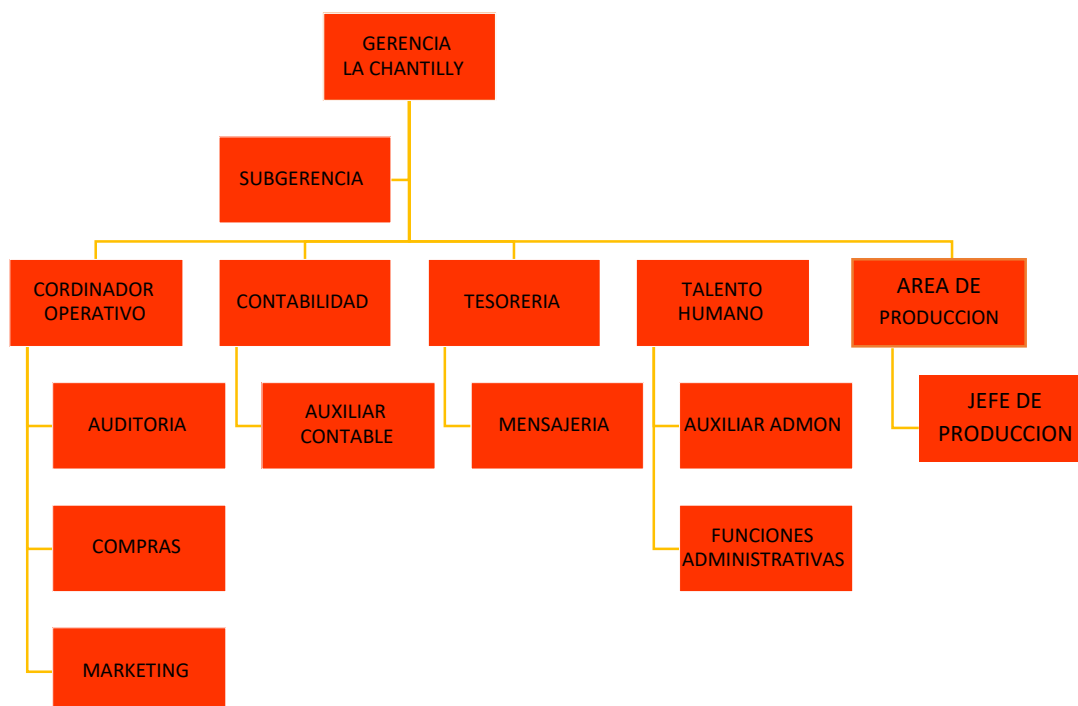 GERENCIA
LA CHANTILLY
SUBGERENCIA
CORDINADOR
OPERATIVO
CONTABILIDAD
TESORERIA
TALENTO
HUMANO
AREA DE
PRODUCCION
AUDITORIA
AUXILIAR
CONTABLE
MENSAJERIA
AUXILIAR ADMON
JEFE DE
PRODUCCION
COMPRAS
FUNCIONES
ADMINISTRATIVAS
MARKETING